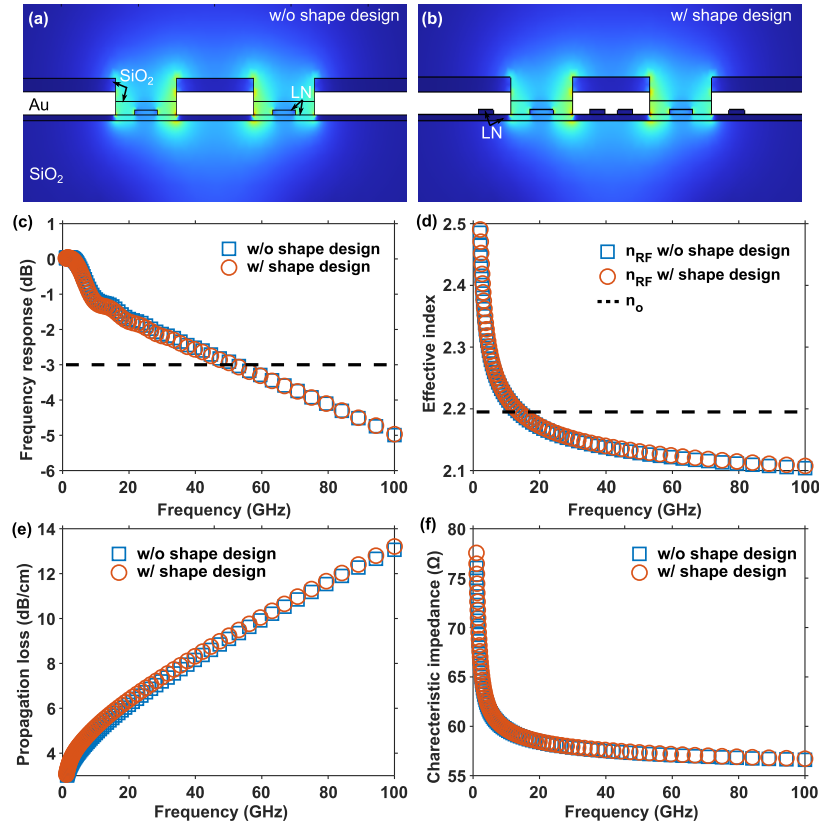 (a)
w/o shape design
SiO2
LN
Au
SiO2
(b)
w/ shape design
LN
(c)
1
0
-1
-2
-3
-4
-5
-6
Frequency response (dB)
w/o shape design
w/ shape design
0
20
40
60
80
100
Frequency (GHz)
(d)
2.5
2.4
2.3
2.2
2.1
Effective index
nRF w/o shape design
nRF w/ shape design
no
0
20
40
60
80
100
Frequency (GHz)
(e)
14
12
10
8
6
4
Propagation loss (dB/cm)
w/o shape design
w/ shape design
0
20
40
60
80
100
Frequency (GHz)
(f)
80
75
70
65
60
55
Charecteristic impedance (Ω)
w/o shape design
w/ shape design
0
20
40
60
80
100
Frequency (GHz)